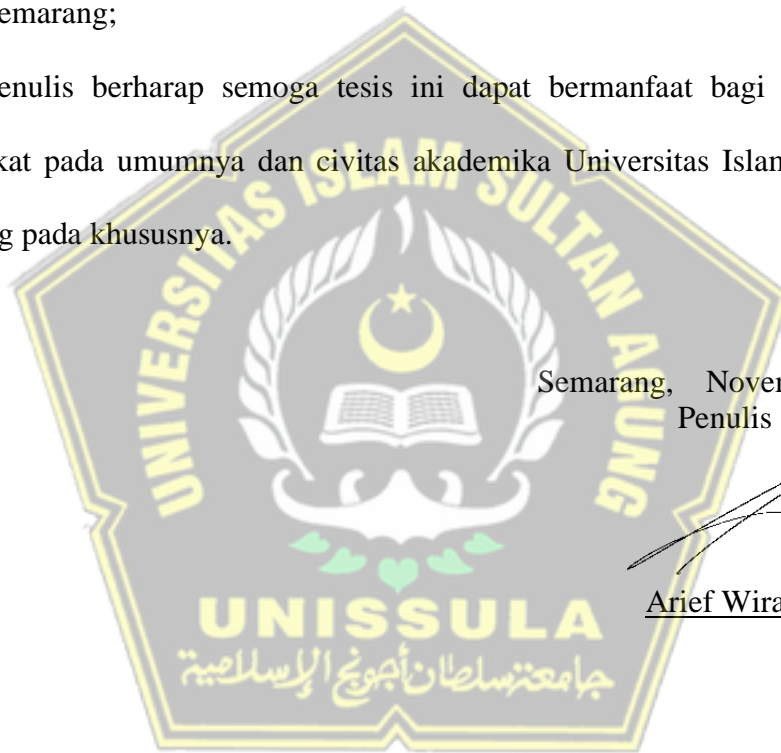 emarang;
enulis berharap semoga tesis ini dapat bermanfaat bagi
kat pada umumnya dan civitas akademika Universitas Islan
g pada khususnya.
UNIVERSITAS ISLAM SULTAN AGUNG
Semarang, Nover
Penulis
Arief Wira
UNISSULA
جامعة سلطان أجونج الإسلامية